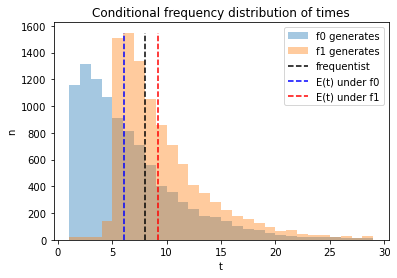 Conditional frequency distribution of times
f0 generates
f1 generates
frequentist
E(t) under f0
E(t) under f1
1600
1400
1200
1000
800
600
400
200
0
n
0 5 10 15 20 25 30
t